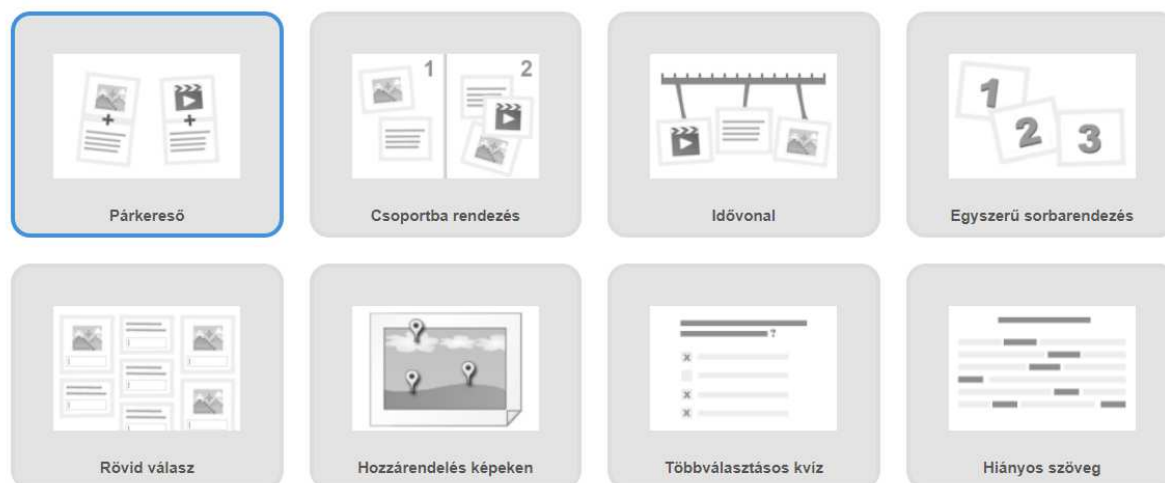 1
2
1
2
3
Párkereső
Csoportba rendezés
Idővonal
Egyszerű sorbarendezés
?
Rövid válasz
Hozzárendelés képeken
Többválasztásos kvíz
Hiányos szöveg